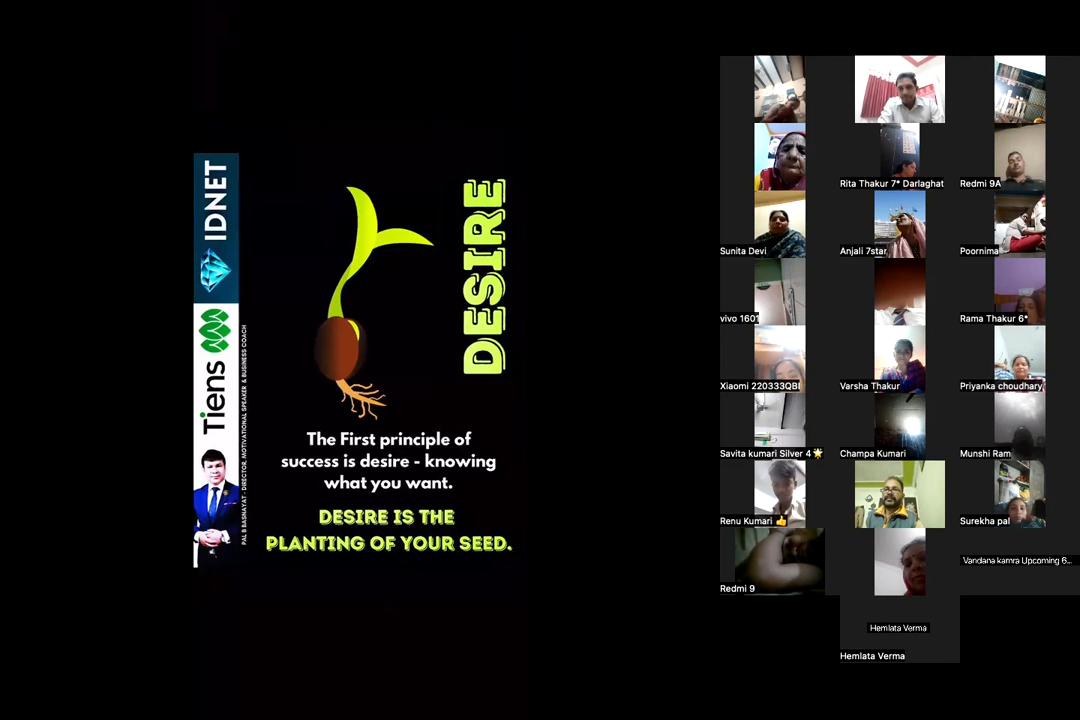 IDNET
Tiens
PAL B BASNAYAT - DIRECTOR, MOTIVATIONAL SPEAKER & BUSINESS COACH
DESIRE
The First principle of
success is desire - knowing
what you want.
DESIRE IS THE
PLANTING OF YOUR SEED.
Rita Thakur 7* Darlaghat
Redmi 9A
Sunita Devi
Anjali 7star
Poornima
vivo 1601
Rama Thakur 6*
Xiaomi 220333QBI
Varsha Thakur
Priyanka choudhary
Savita kumari Silver 4🌟
Champa Kumari
Munshi Ram
Renu Kumari 👍
Surekha pal
Redmi 9
Vandana kamra Upcoming 6...
Hemlata Verma
Hemlata Verma